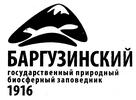 БАРГУЗИНСКИЙ
государственный природный
биосферный заповедник
1916